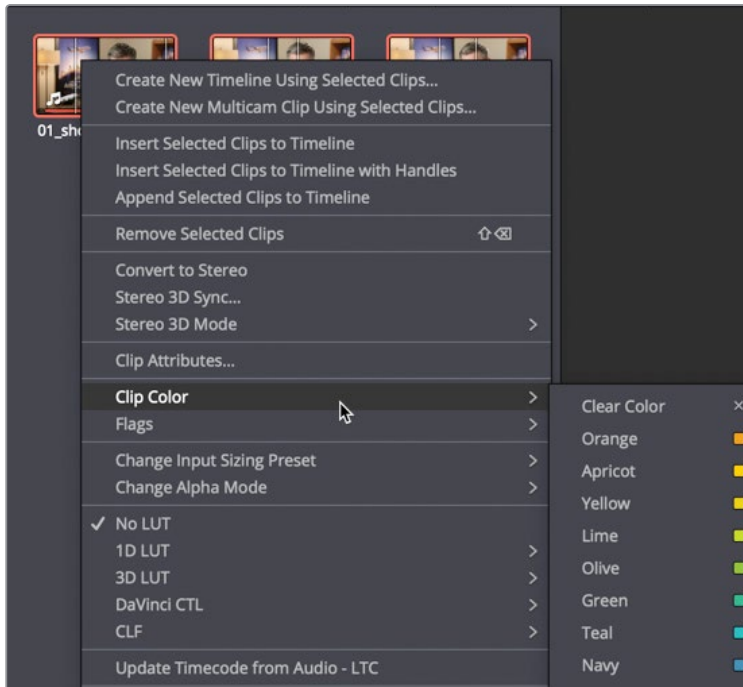 01_sho
Create New Timeline Using Selected Clips...
Create New Multicam Clip Using Selected Clips...
Insert Selected Clips to Timeline
Insert Selected Clips to Timeline with Handles
Append Selected Clips to Timeline
Remove Selected Clips ⇧⌫
Convert to Stereo
Stereo 3D Sync...
Stereo 3D Mode >
Clip Attributes...
Clip Color >
Flags >
Change Input Sizing Preset >
Change Alpha Mode >
✓ No LUT
1D LUT >
3D LUT >
DaVinci CTL >
CLF >
Update Timecode from Audio - LTC
Clear Color ×
Orange
Apricot
Yellow
Lime
Olive
Green
Teal
Navy